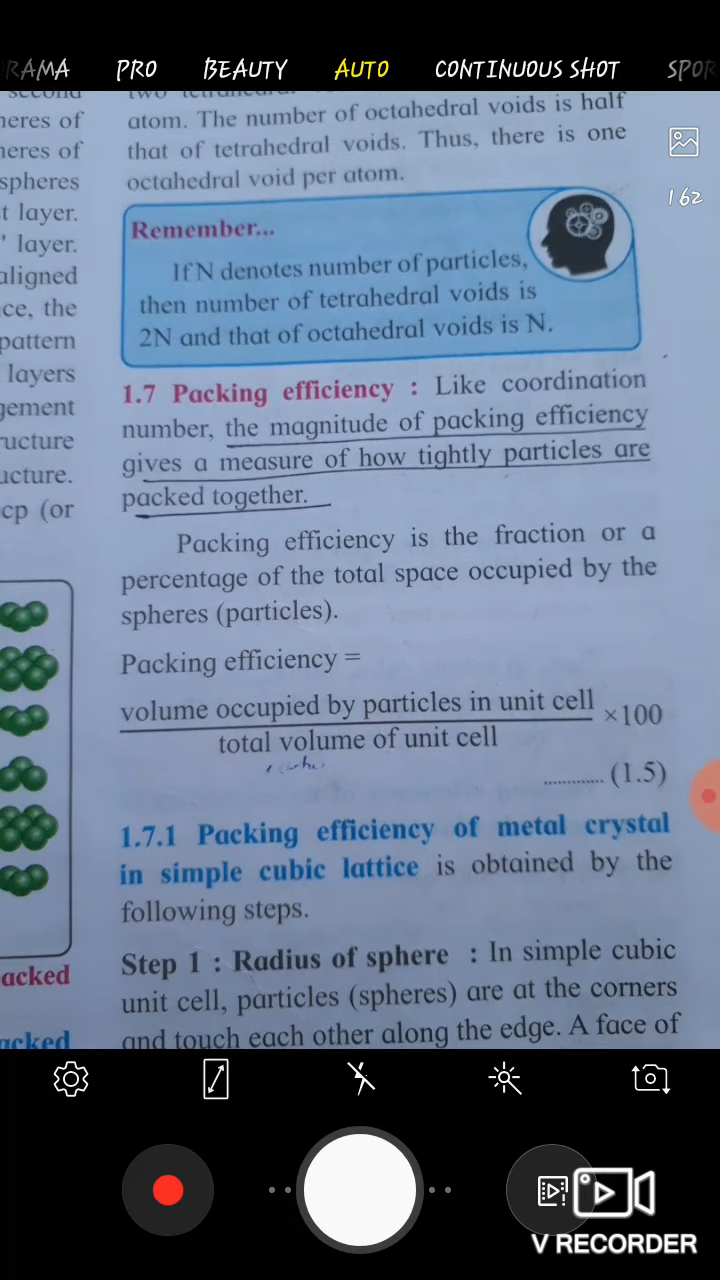 RAMA PRO BEAUTY AUTO CONTINUOUS SHOT SPOR
162
second
heres of
heres of
spheres
t layer.
" layer.
aligned
ce, the
pattern
layers
gement
ructure
ucture.
cp (or
acked
acked
two tetrahedral
atom. The number of octahedral voids is half
that of tetrahedral voids. Thus, there is one
octahedral void per atom.
Remember...
If N denotes number of particles,
then number of tetrahedral voids is
2N and that of octahedral voids is N.
1.7 Packing efficiency : Like coordination
number, the magnitude of packing efficiency
gives a measure of how tightly particles are
packed together.
Packing efficiency is the fraction or a
percentage of the total space occupied by the
spheres (particles).
Packing efficiency =
volume occupied by particles in unit cell
×100
total volume of unit cell
............ (1.5)
1.7.1 Packing efficiency of metal crystal
in simple cubic lattice is obtained by the
following steps.
Step 1 : Radius of sphere : In simple cubic
unit cell, particles (spheres) are at the corners
and touch each other along the edge. A face of
V RECORDER